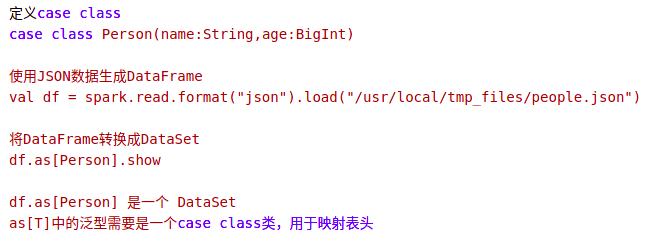 定义case class
case class Person(name:String,age:BigInt)
使用JSON数据生成DataFrame
val df = spark.read.format("json").load("/usr/local/tmp_files/people.json")
将DataFrame转换成DataSet
df.as[Person].show
df.as[Person] 是一个 DataSet
as[T]中的泛型需要是一个case class类，用于映射表头